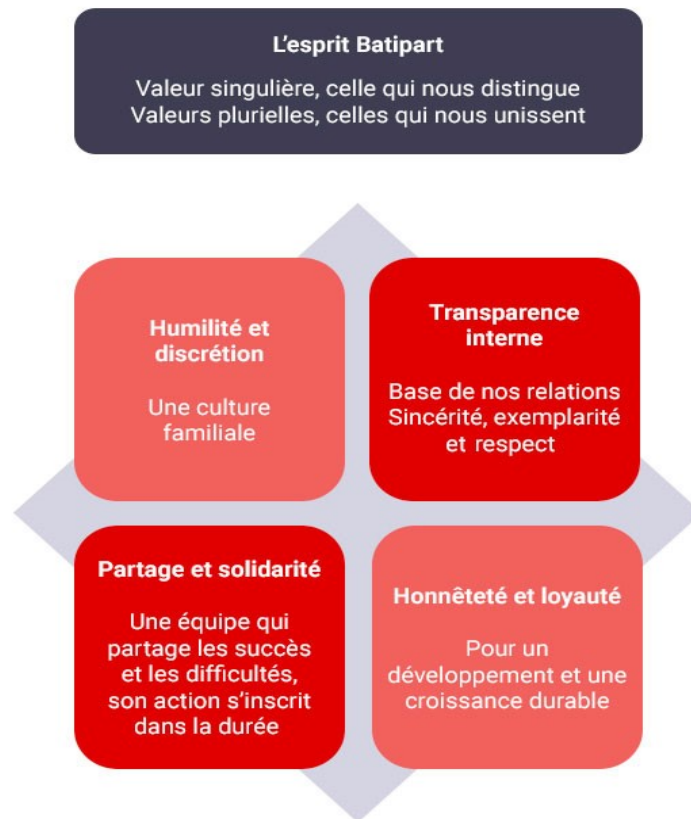 L'esprit Batipart
Valeur singulière, celle qui nous distingue
Valeurs plurielles, celles qui nous unissent
Humilité et
discrétion
Une culture
familiale
Transparence
interne
Base de nos relations
Sincérité, exemplarité
et respect
Partage et solidarité
Une équipe qui
partage les succès
et les difficultés,
son action s'inscrit
dans la durée
Honnêteté et loyauté
Pour un
développement et une
croissance durable